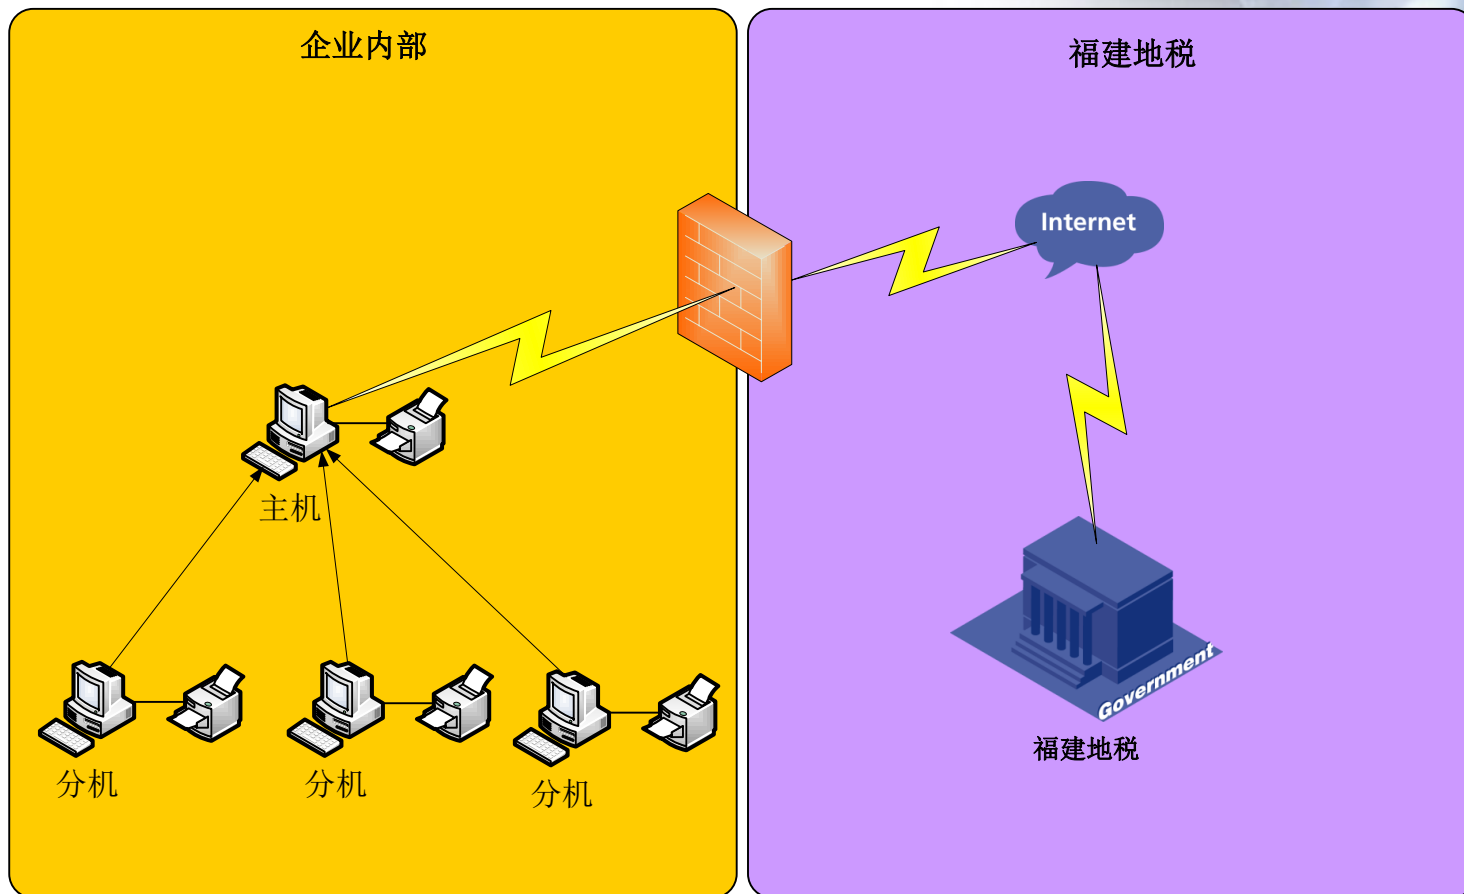 企业内部
福建地税
Internet
主机
Government
福建地税
分机
分机
分机